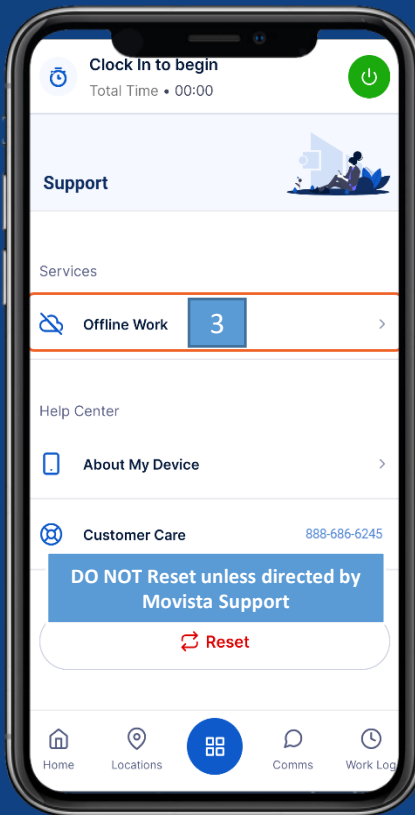 Clock In to begin
Total Time • 00:00
Support
Services
Offline Work
3
Help Center
About My Device
Customer Care 888-686-6245
DO NOT Reset unless directed by
Movista Support
Reset
Home Locations Comms Work Log